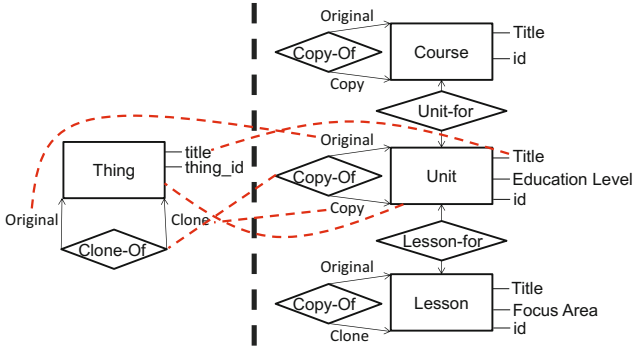 Original
Title
Copy-Of
Course
id
Copy
Unit-for
title
Original
Title
Thing
thing_id
Copy-Of
Unit
Education Level
Original
Clone
Copy
id
Clone-Of
Lesson-for
Original
Title
Copy-Of
Lesson
Focus Area
Clone
id